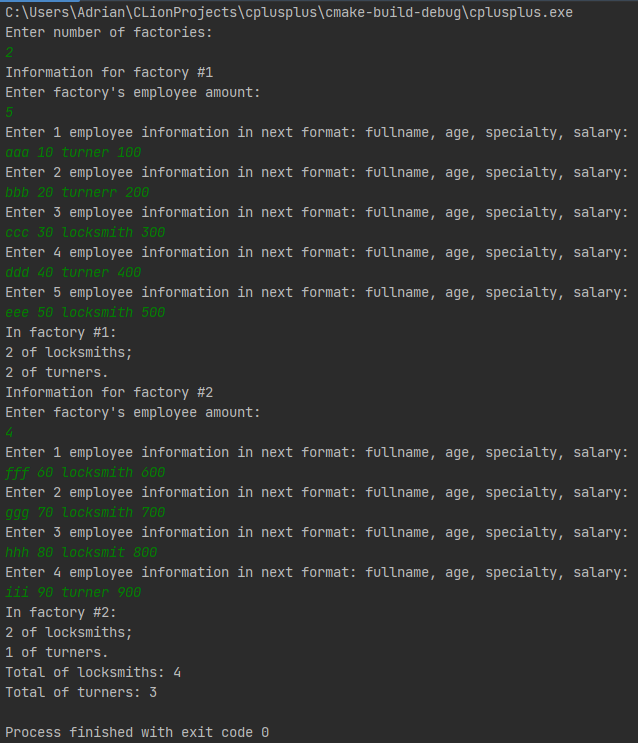 C:\Users\Adrian\CLionProjects\cplusplus\cmake-build-debug\cplusplus.exe
Enter number of factories:
2
Information for factory #1
Enter factory's employee amount:
5
Enter 1 employee information in next format: fullname, age, specialty, salary:
aaa 10 turner 100
Enter 2 employee information in next format: fullname, age, specialty, salary:
bbb 20 turnerr 200
Enter 3 employee information in next format: fullname, age, specialty, salary:
ccc 30 locksmith 300
Enter 4 employee information in next format: fullname, age, specialty, salary:
ddd 40 turner 400
Enter 5 employee information in next format: fullname, age, specialty, salary:
eee 50 locksmith 500
In factory #1:
2 of locksmiths;
2 of turners.
Information for factory #2
Enter factory's employee amount:
4
Enter 1 employee information in next format: fullname, age, specialty, salary:
fff 60 locksmith 600
Enter 2 employee information in next format: fullname, age, specialty, salary:
ggg 70 locksmith 700
Enter 3 employee information in next format: fullname, age, specialty, salary:
hhh 80 locksmit 800
Enter 4 employee information in next format: fullname, age, specialty, salary:
iii 90 turner 900
In factory #2:
2 of locksmiths;
1 of turners.
Total of locksmiths: 4
Total of turners: 3
Process finished with exit code 0